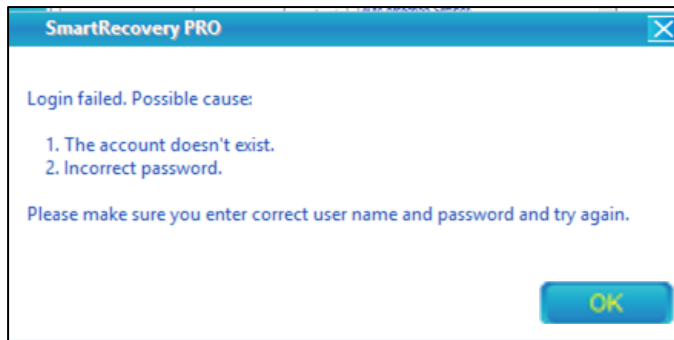 SmartRecovery PRO
Login failed. Possible cause:
1. The account doesn't exist.
2. Incorrect password.
Please make sure you enter correct user name and password and try again.
OK